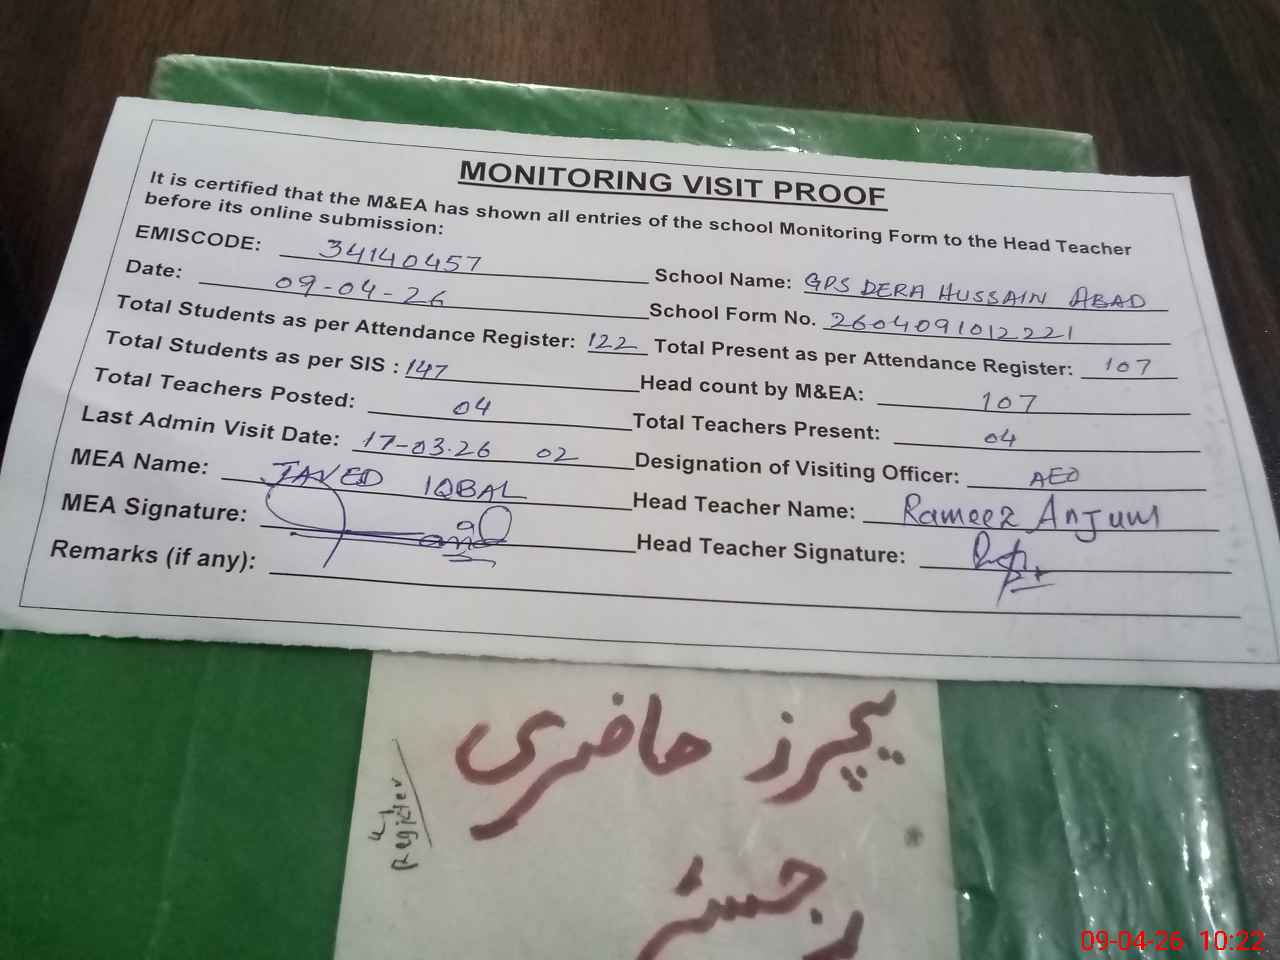 MONITORING VISIT PROOF
It is certified that the M&EA has shown all entries of the school Monitoring Form to the Head Teacher
before its online submission:
EMISCODE: 34140457 School Name: GPS DERA HUSSAIN ABAD
Date: 09-04-26 School Form No. 2604091012221
Total Students as per Attendance Register: 122 Total Present as per Attendance Register: 107
Total Students as per SIS : 147 Head count by M&EA: 107
Total Teachers Posted: 04 Total Teachers Present: 04
Last Admin Visit Date: 17-03-26 02 Designation of Visiting Officer: AEO
MEA Name: JAVED IQBAL Head Teacher Name: Rameez Anjum
MEA Signature: Head Teacher Signature:
Remarks (if any):
ٹیچرز حاضری
رجسٹر
Register
09-04-26 10:22